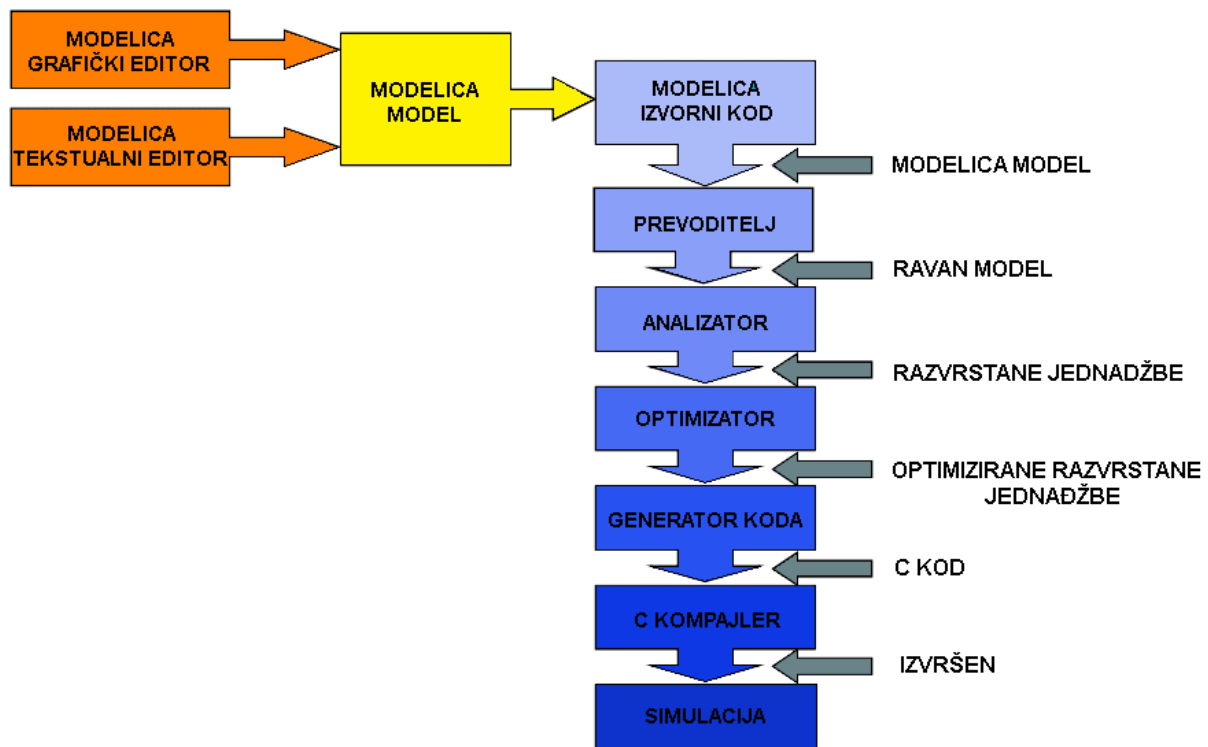 MODELICA
GRAFIČKI EDITOR
MODELICA
TEKSTUALNI EDITOR
MODELICA
MODEL
MODELICA
IZVORNI KOD
MODELICA MODEL
PREVODITELJ
RAVAN MODEL
ANALIZATOR
RAZVRSTANE JEDNADŽBE
OPTIMIZATOR
OPTIMIZIRANE RAZVRSTANE
JEDNAĐŽBE
GENERATOR KODA
C KOD
C KOMPAJLER
IZVRŠEN
SIMULACIJA